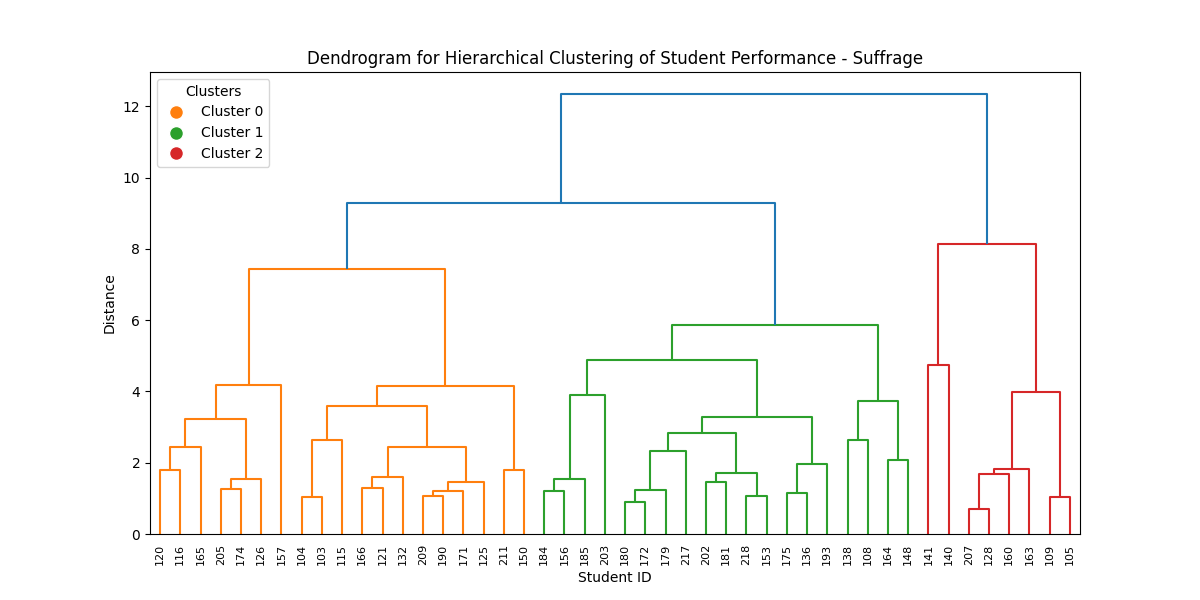 Dendrogram for Hierarchical Clustering of Student Performance - Suffrage
Clusters
Cluster 0
Cluster 1
Cluster 2
Distance
12
10
8
6
4
2
0
120 116 165 205 174 126 157 104 103 115 166 121 132 209 190 171 125 211 150 184 156 185 203 180 172 179 217 202 181 218 153 175 136 193 138 108 164 148 141 140 207 128 160 163 109 105
Student ID